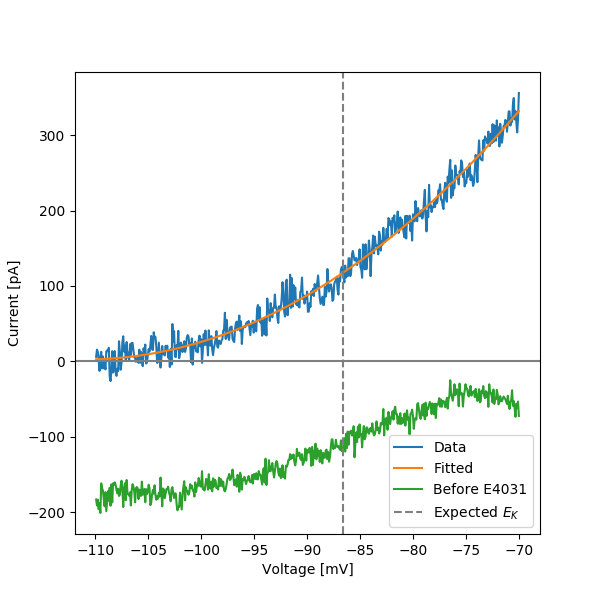 300
200
100
0
−100
−200
Current [pA]
Data
Fitted
Before E4031
Expected E_K
−110 −105 −100 −95 −90 −85 −80 −75 −70
Voltage [mV]